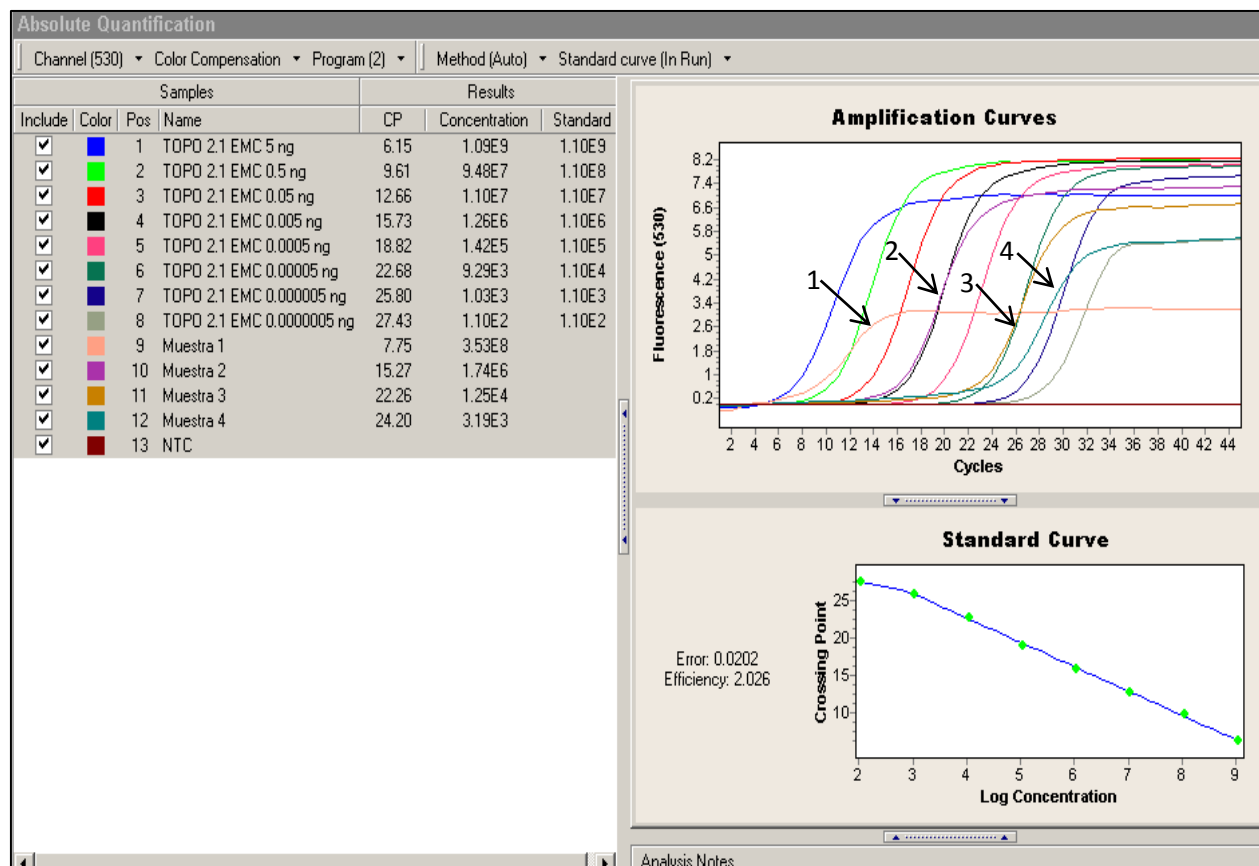 Absolute Quantification
Channel (530) Color Compensation Program (2) Method (Auto) Standard curve (In Run)
Samples Results
Include Color Pos Name CP Concentration Standard
1 TOPO 2.1 EMC 5 ng 6.15 1.09E9 1.10E9
2 TOPO 2.1 EMC 0.5 ng 9.61 9.48E7 1.10E8
3 TOPO 2.1 EMC 0.05 ng 12.66 1.10E7 1.10E7
4 TOPO 2.1 EMC 0.005 ng 15.73 1.26E6 1.10E6
5 TOPO 2.1 EMC 0.0005 ng 18.82 1.42E5 1.10E5
6 TOPO 2.1 EMC 0.00005 ng 22.68 9.29E3 1.10E4
7 TOPO 2.1 EMC 0.000005 ng 25.80 1.03E3 1.10E3
8 TOPO 2.1 EMC 0.0000005 ng 27.43 1.10E2 1.10E2
9 Muestra 1 7.75 3.53E8
10 Muestra 2 15.27 1.74E6
11 Muestra 3 22.26 1.25E4
12 Muestra 4 24.20 3.19E3
13 NTC
Amplification Curves
Fluorescence (530)
8.2
7.4
6.6
5.8
5
4.2
3.4
2.6
1.8
1
0.2
1
2
3
4
2 4 6 8 10 12 14 16 18 20 22 24 26 28 30 32 34 36 38 40 42 44
Cycles
Standard Curve
Error: 0.0202
Efficiency: 2.026
Crossing Point
25
20
15
10
2 3 4 5 6 7 8 9
Log Concentration
Analysis Notes